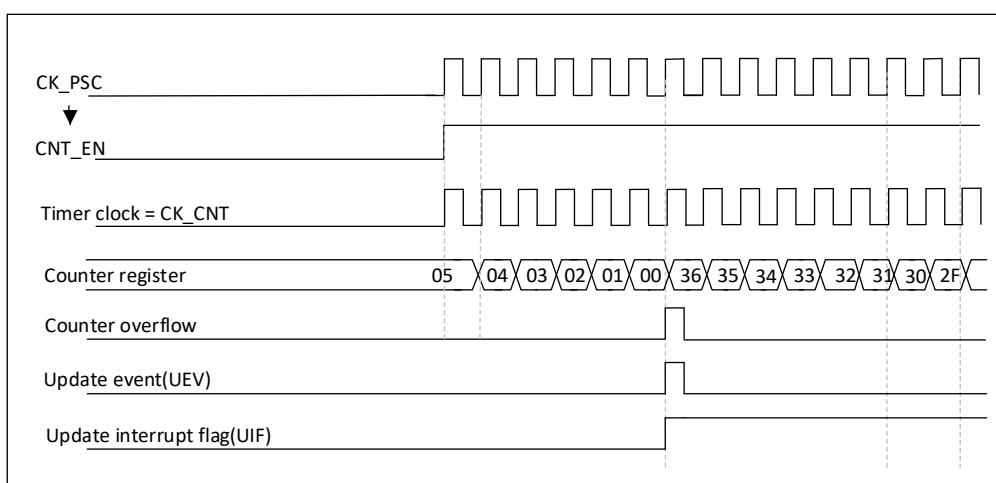 CK_PSC
CNT_EN
Timer clock = CK_CNT
Counter register 05 04 03 02 01 00 36 35 34 33 32 31 30 2F
Counter overflow
Update event(UEV)
Update interrupt flag(UIF)